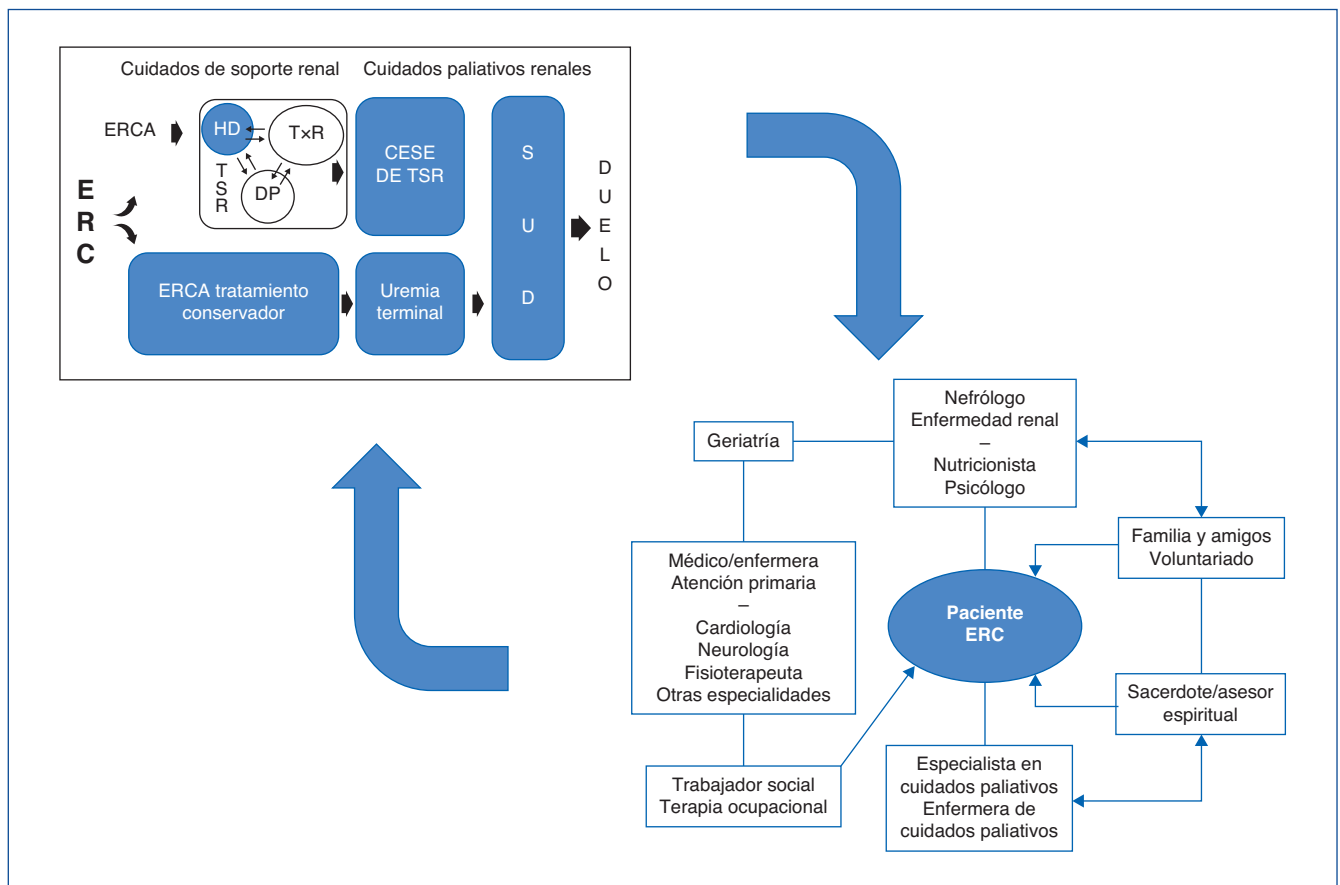 Cuidados de soporte renal
Cuidados paliativos renales
ERCA
HD
T×R
DP
T
S
R
CESE
DE TSR
E
R
C
ERCA tratamiento
conservador
Uremia
terminal
S
U
D
D
U
E
L
O
Nefrólogo
Enfermedad renal
–
Nutricionista
Psicólogo
Geriatría
Médico/enfermera
Atención primaria
–
Cardiología
Neurología
Fisioterapeuta
Otras especialidades
Familia y amigos
Voluntariado
Paciente
ERC
Sacerdote/asesor
espiritual
Trabajador social
Terapia ocupacional
Especialista en
cuidados paliativos
Enfermera de
cuidados paliativos